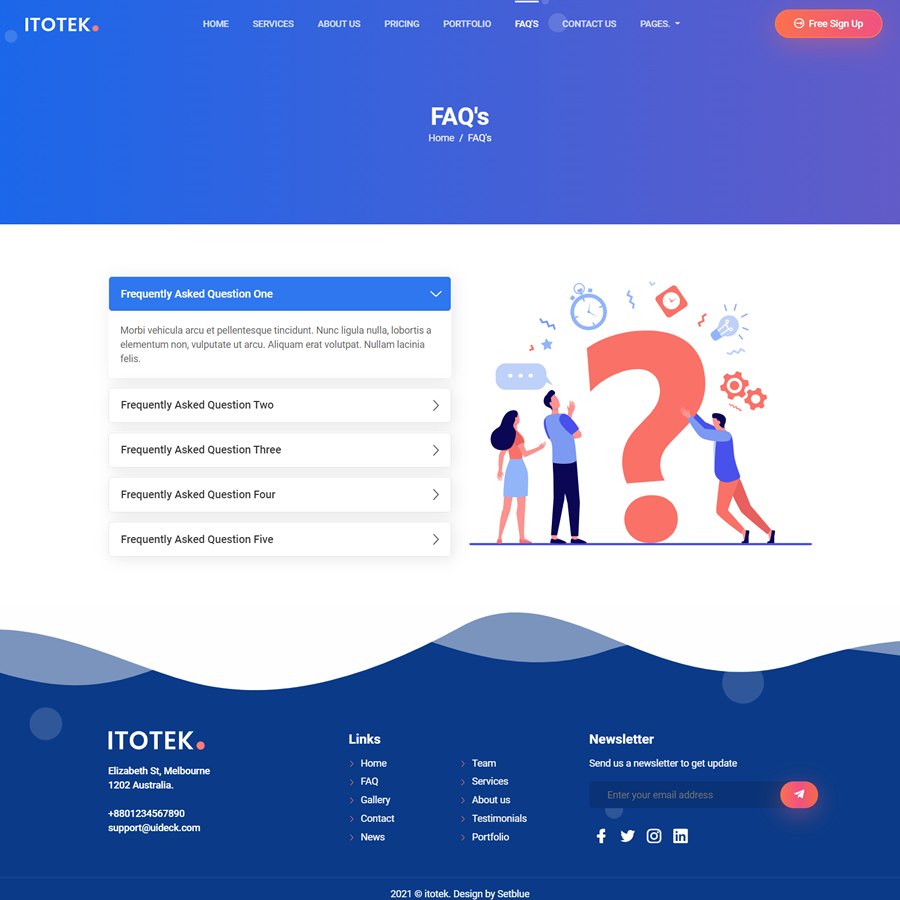 ITOTEK.
HOME SERVICES ABOUT US PRICING PORTFOLIO FAQ'S CONTACT US PAGES.
Free Sign Up
FAQ's
Home / FAQ's
Frequently Asked Question One
Morbi vehicula arcu et pellentesque tincidunt. Nunc ligula nulla, lobortis a
elementum non, vulputate ut arcu. Aliquam erat volutpat. Nullam lacinia
felis.
Frequently Asked Question Two
Frequently Asked Question Three
Frequently Asked Question Four
Frequently Asked Question Five
?
ITOTEK.
Elizabeth St, Melbourne
1202 Australia.
+8801234567890
support@uideck.com
Links
Home
FAQ
Gallery
Contact
News
Team
Services
About us
Testimonials
Portfolio
Newsletter
Send us a newsletter to get update
Enter your email address
2021 © itotek. Design by Setblue